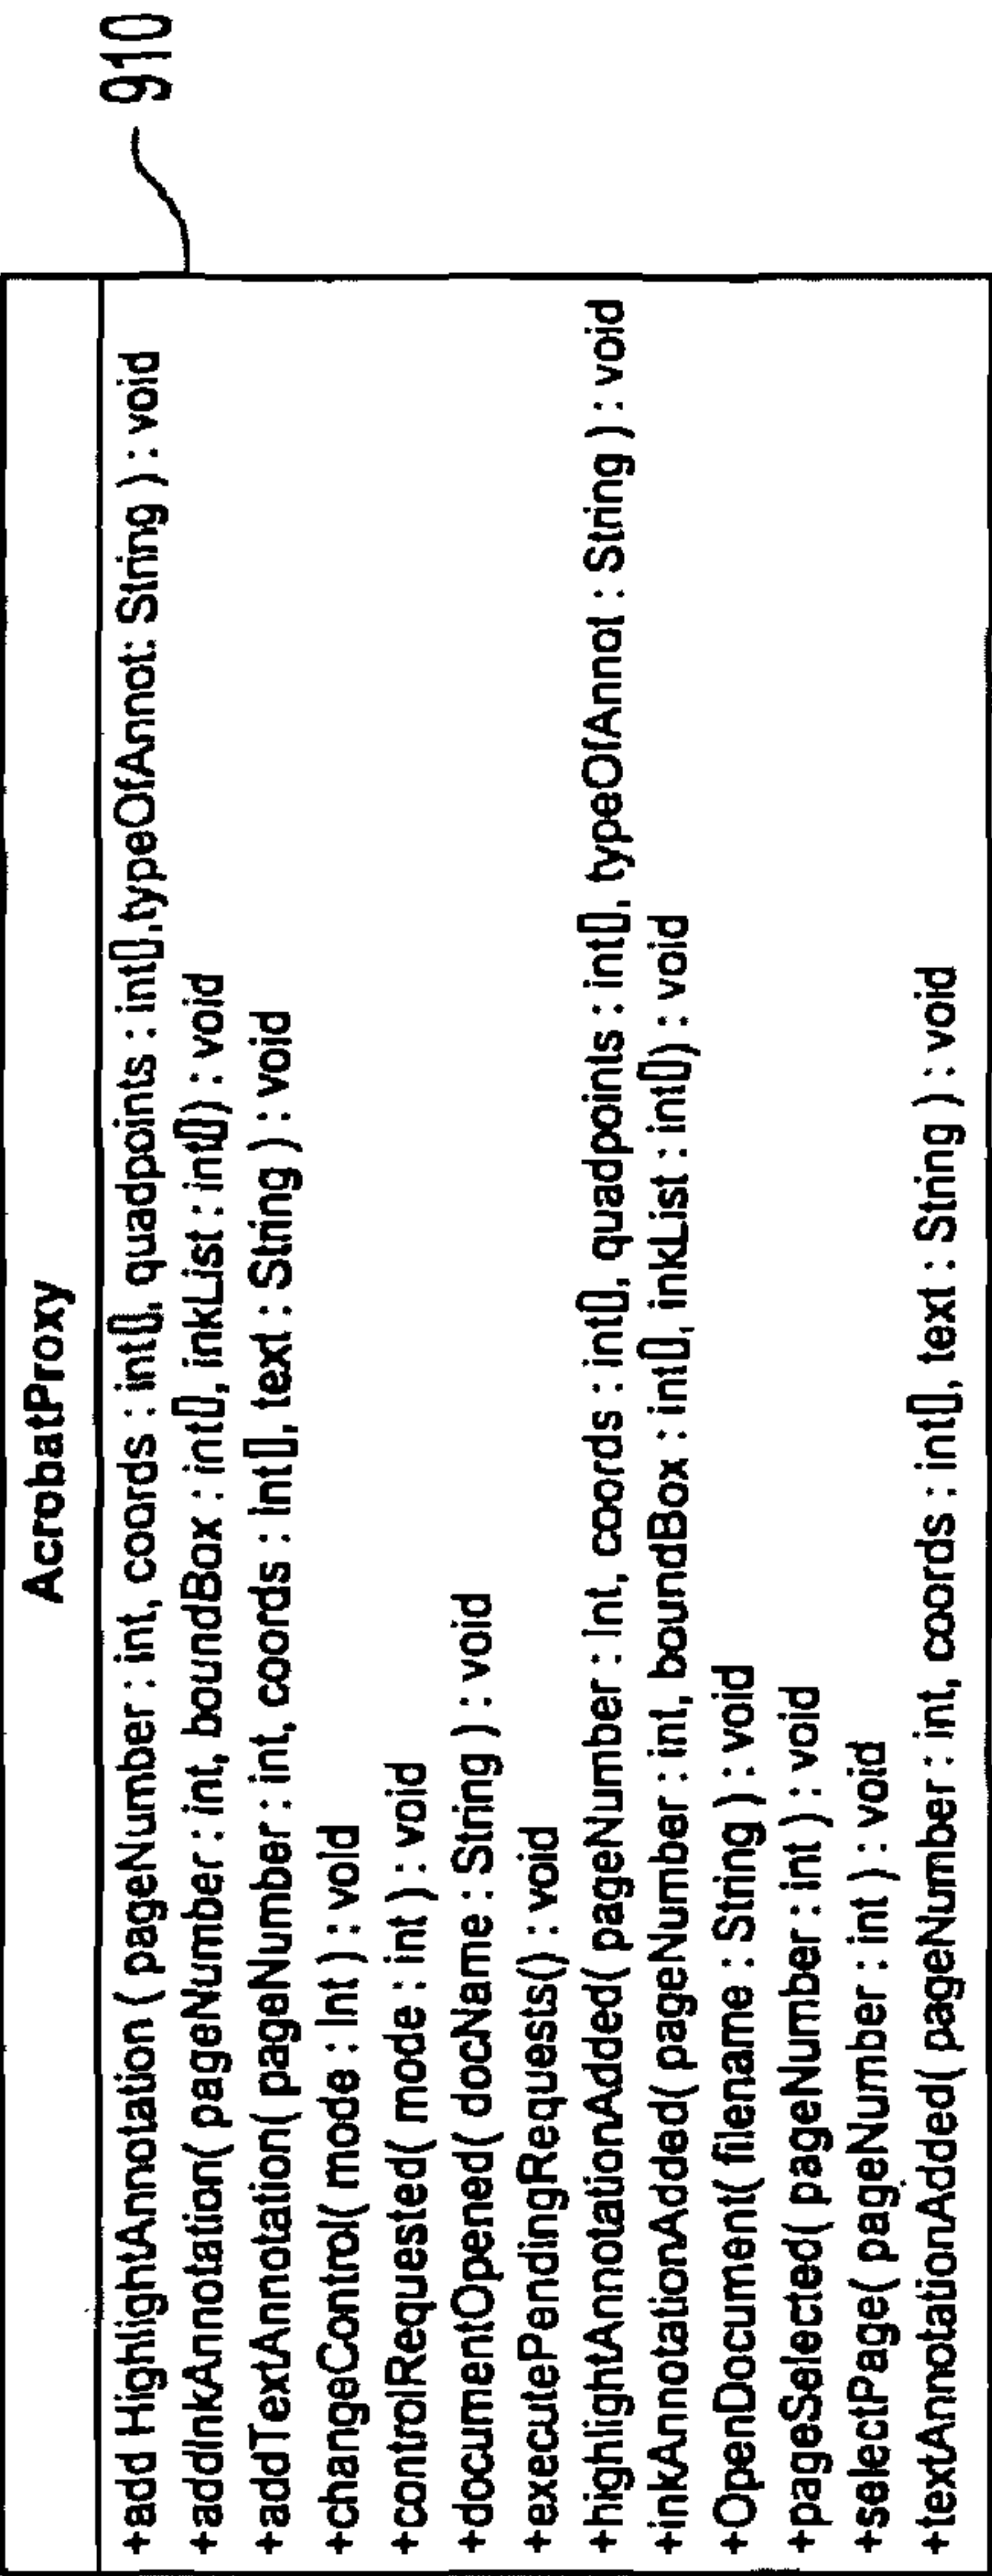 AcrobatProxy
+add HighlightAnnotation ( pageNumber : int, coords : int[], quadpoints : int[],typeOfAnnot: String ) : void
+addInkAnnotation( pageNumber : int, boundBox : int[], inkList : int[]) : void
+addTextAnnotation( pageNumber : int, coords : Int[], text : String ) : void
+changeControl( mode : Int ) : void
+controlRequested( mode : int ) : void
+documentOpened( docName : String ) : void
+executePendingRequests() : void
+highlightAnnotationAdded( pageNumber : Int, coords : int[], quadpoints : int[], typeOfAnnot : String ) : void
+inkAnnotationAdded( pageNumber : int, boundBox : int[], inkList : int[]) : void
+OpenDocument( filename : String ) : void
+pageSelected( pageNumber : int ) : void
+selectPage( pageNumber : int ) : void
+textAnnotationAdded( pageNumber : int, coords : int[], text : String ) : void
910